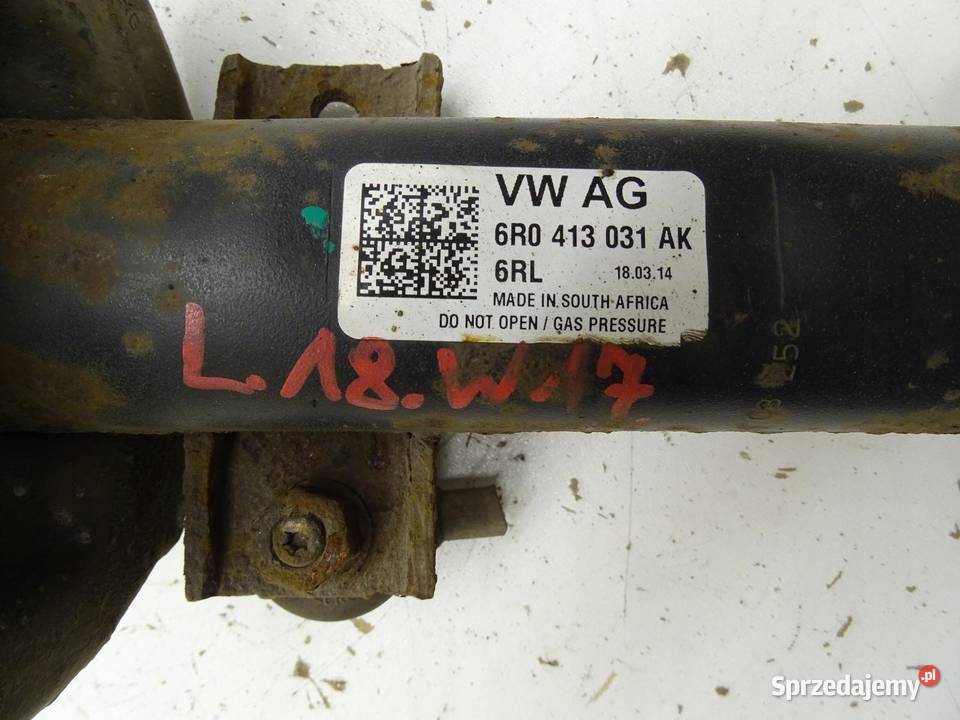 VW AG
6R0 413 031 AK
6RL 18.03.14
MADE IN SOUTH AFRICA
DO NOT OPEN / GAS PRESSURE
L.18.W.17
252
Sprzedajemy.pl